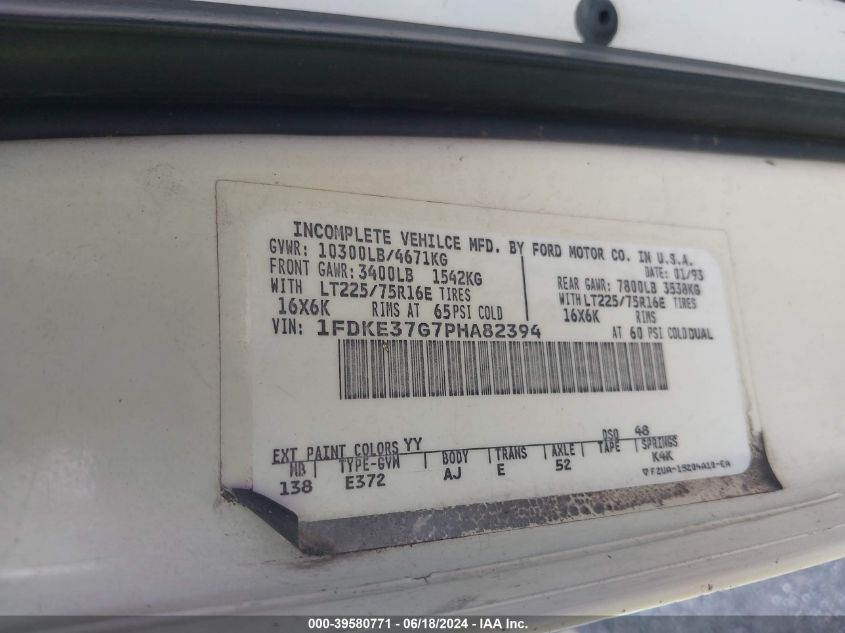 INCOMPLETE VEHILCE MFD. BY FORD MOTOR CO. IN U.S.A.
GVWR: 10300LB/4671KG
DATE: 01/93
FRONT GAWR: 3400LB 1542KG
REAR GAWR: 7800LB 3538KG
WITH LT225/75R16E TIRES
WITH LT225/75R16E TIRES
16X6K RIMS AT 65 PSI COLD
16X6K RIMS
VIN: 1FDKE37G7PHA82394
AT 60 PSI COLD DUAL
EXT PAINT COLORS YY
DSO 48
WB TYPE-GVM BODY TRANS AXLE TAPE SPRINGS
138 E372 AJ E 52 K4K
▽F2UA-15204A10-EA
000-39580771 - 06/18/2024 - IAA Inc.